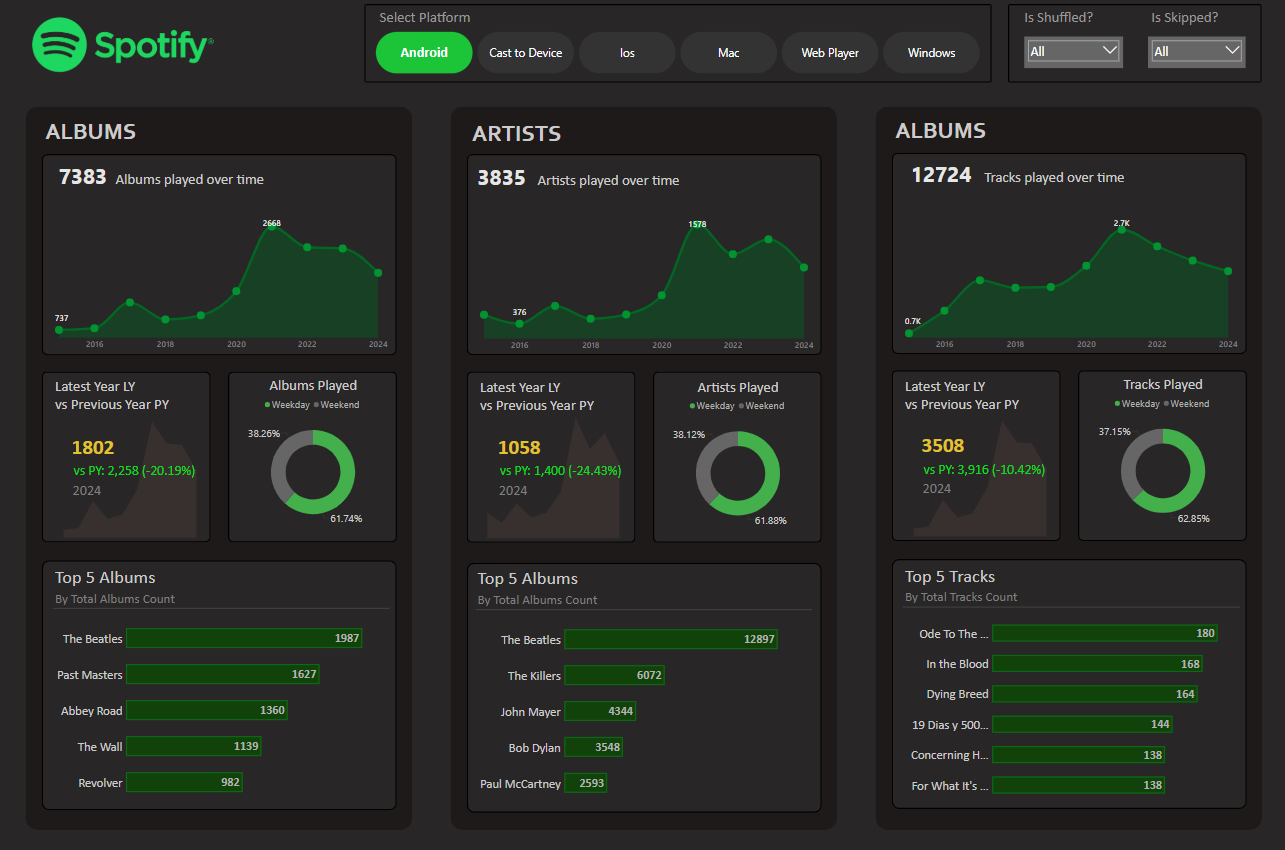 Spotify®
Select Platform
Android
Cast to Device
Ios
Mac
Web Player
Windows
Is Shuffled?
All
Is Skipped?
All
ALBUMS
7383 Albums played over time
2668
737
2016 2018 2020 2022 2024
Latest Year LY
vs Previous Year PY
1802
vs PY: 2,258 (-20.19%)
2024
Albums Played
Weekday Weekend
38.26%
61.74%
Top 5 Albums
By Total Albums Count
The Beatles 1987
Past Masters 1627
Abbey Road 1360
The Wall 1139
Revolver 982
ARTISTS
3835 Artists played over time
1578
376
2016 2018 2020 2022 2024
Latest Year LY
vs Previous Year PY
1058
vs PY: 1,400 (-24.43%)
2024
Artists Played
Weekday Weekend
38.12%
61.88%
Top 5 Albums
By Total Albums Count
The Beatles 12897
The Killers 6072
John Mayer 4344
Bob Dylan 3548
Paul McCartney 2593
ALBUMS
12724 Tracks played over time
2.7K
0.7K
2016 2018 2020 2022 2024
Latest Year LY
vs Previous Year PY
3508
vs PY: 3,916 (-10.42%)
2024
Tracks Played
Weekday Weekend
37.15%
62.85%
Top 5 Tracks
By Total Tracks Count
Ode To The ... 180
In the Blood 168
Dying Breed 164
19 Dias y 500... 144
Concerning H... 138
For What It's ... 138